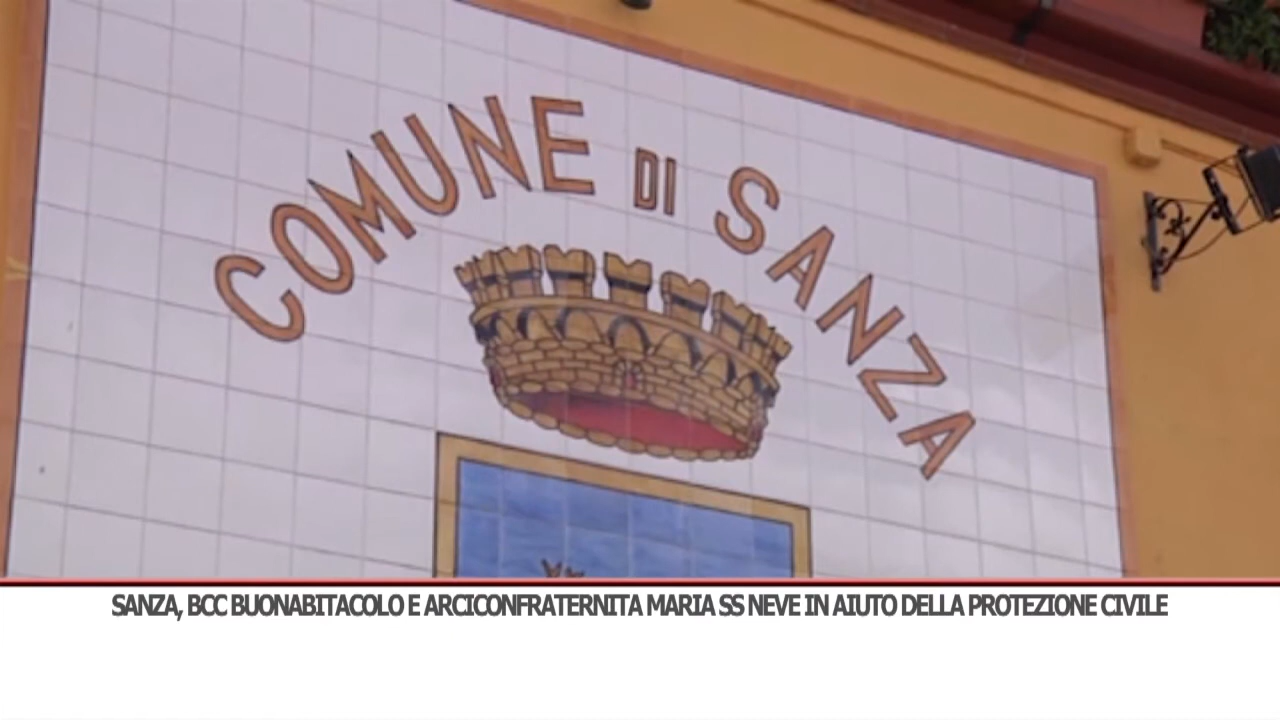 COMUNE DI SANZA
SANZA, BCC BUONABITACOLO E ARCICONFRATERNITA MARIA SS NEVE IN AIUTO DELLA PROTEZIONE CIVILE